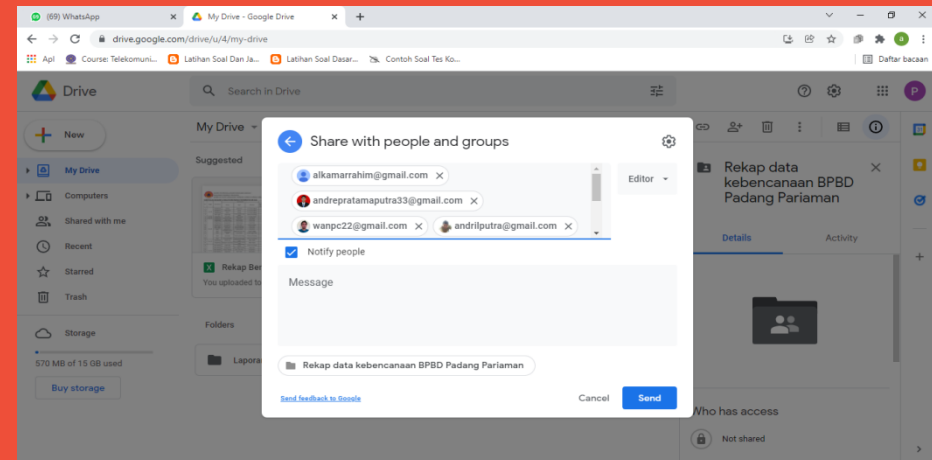 (69) WhatsApp
My Drive - Google Drive
drive.google.com/drive/u/4/my-drive
Apl
Course: Telekomuni...
Latihan Soal Dan Ja...
Latihan Soal Dasar...
Contoh Soal Tes Ko...
Daftar bacaan
Drive
Search in Drive
P
New
My Drive
Computers
Shared with me
Recent
Starred
Trash
Storage
570 MB of 15 GB used
Buy storage
My Drive
Suggested
Rekap Ber
You uploaded to
Folders
Lapora
Share with people and groups
alkamarrahim@gmail.com
andrepratamaputra33@gmail.com
wanpc22@gmail.com
andrilputra@gmail.com
Editor
Notify people
Message
Rekap data kebencanaan BPBD Padang Pariaman
Send feedback to Google
Cancel
Send
Rekap data
kebencanaan BPBD
Padang Pariaman
Details
Activity
Who has access
Not shared